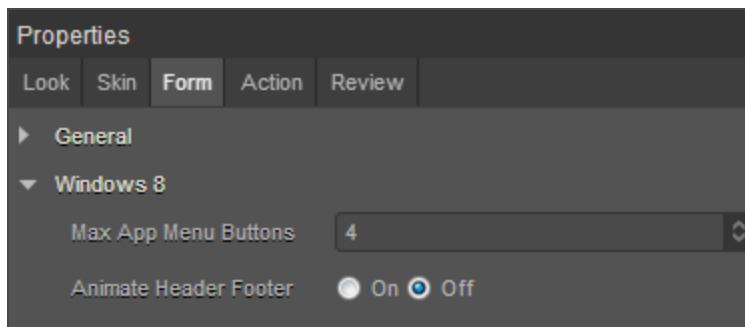 Properties
Look Skin Form Action Review
General
Windows 8
Max App Menu Buttons 4
Animate Header Footer On Off